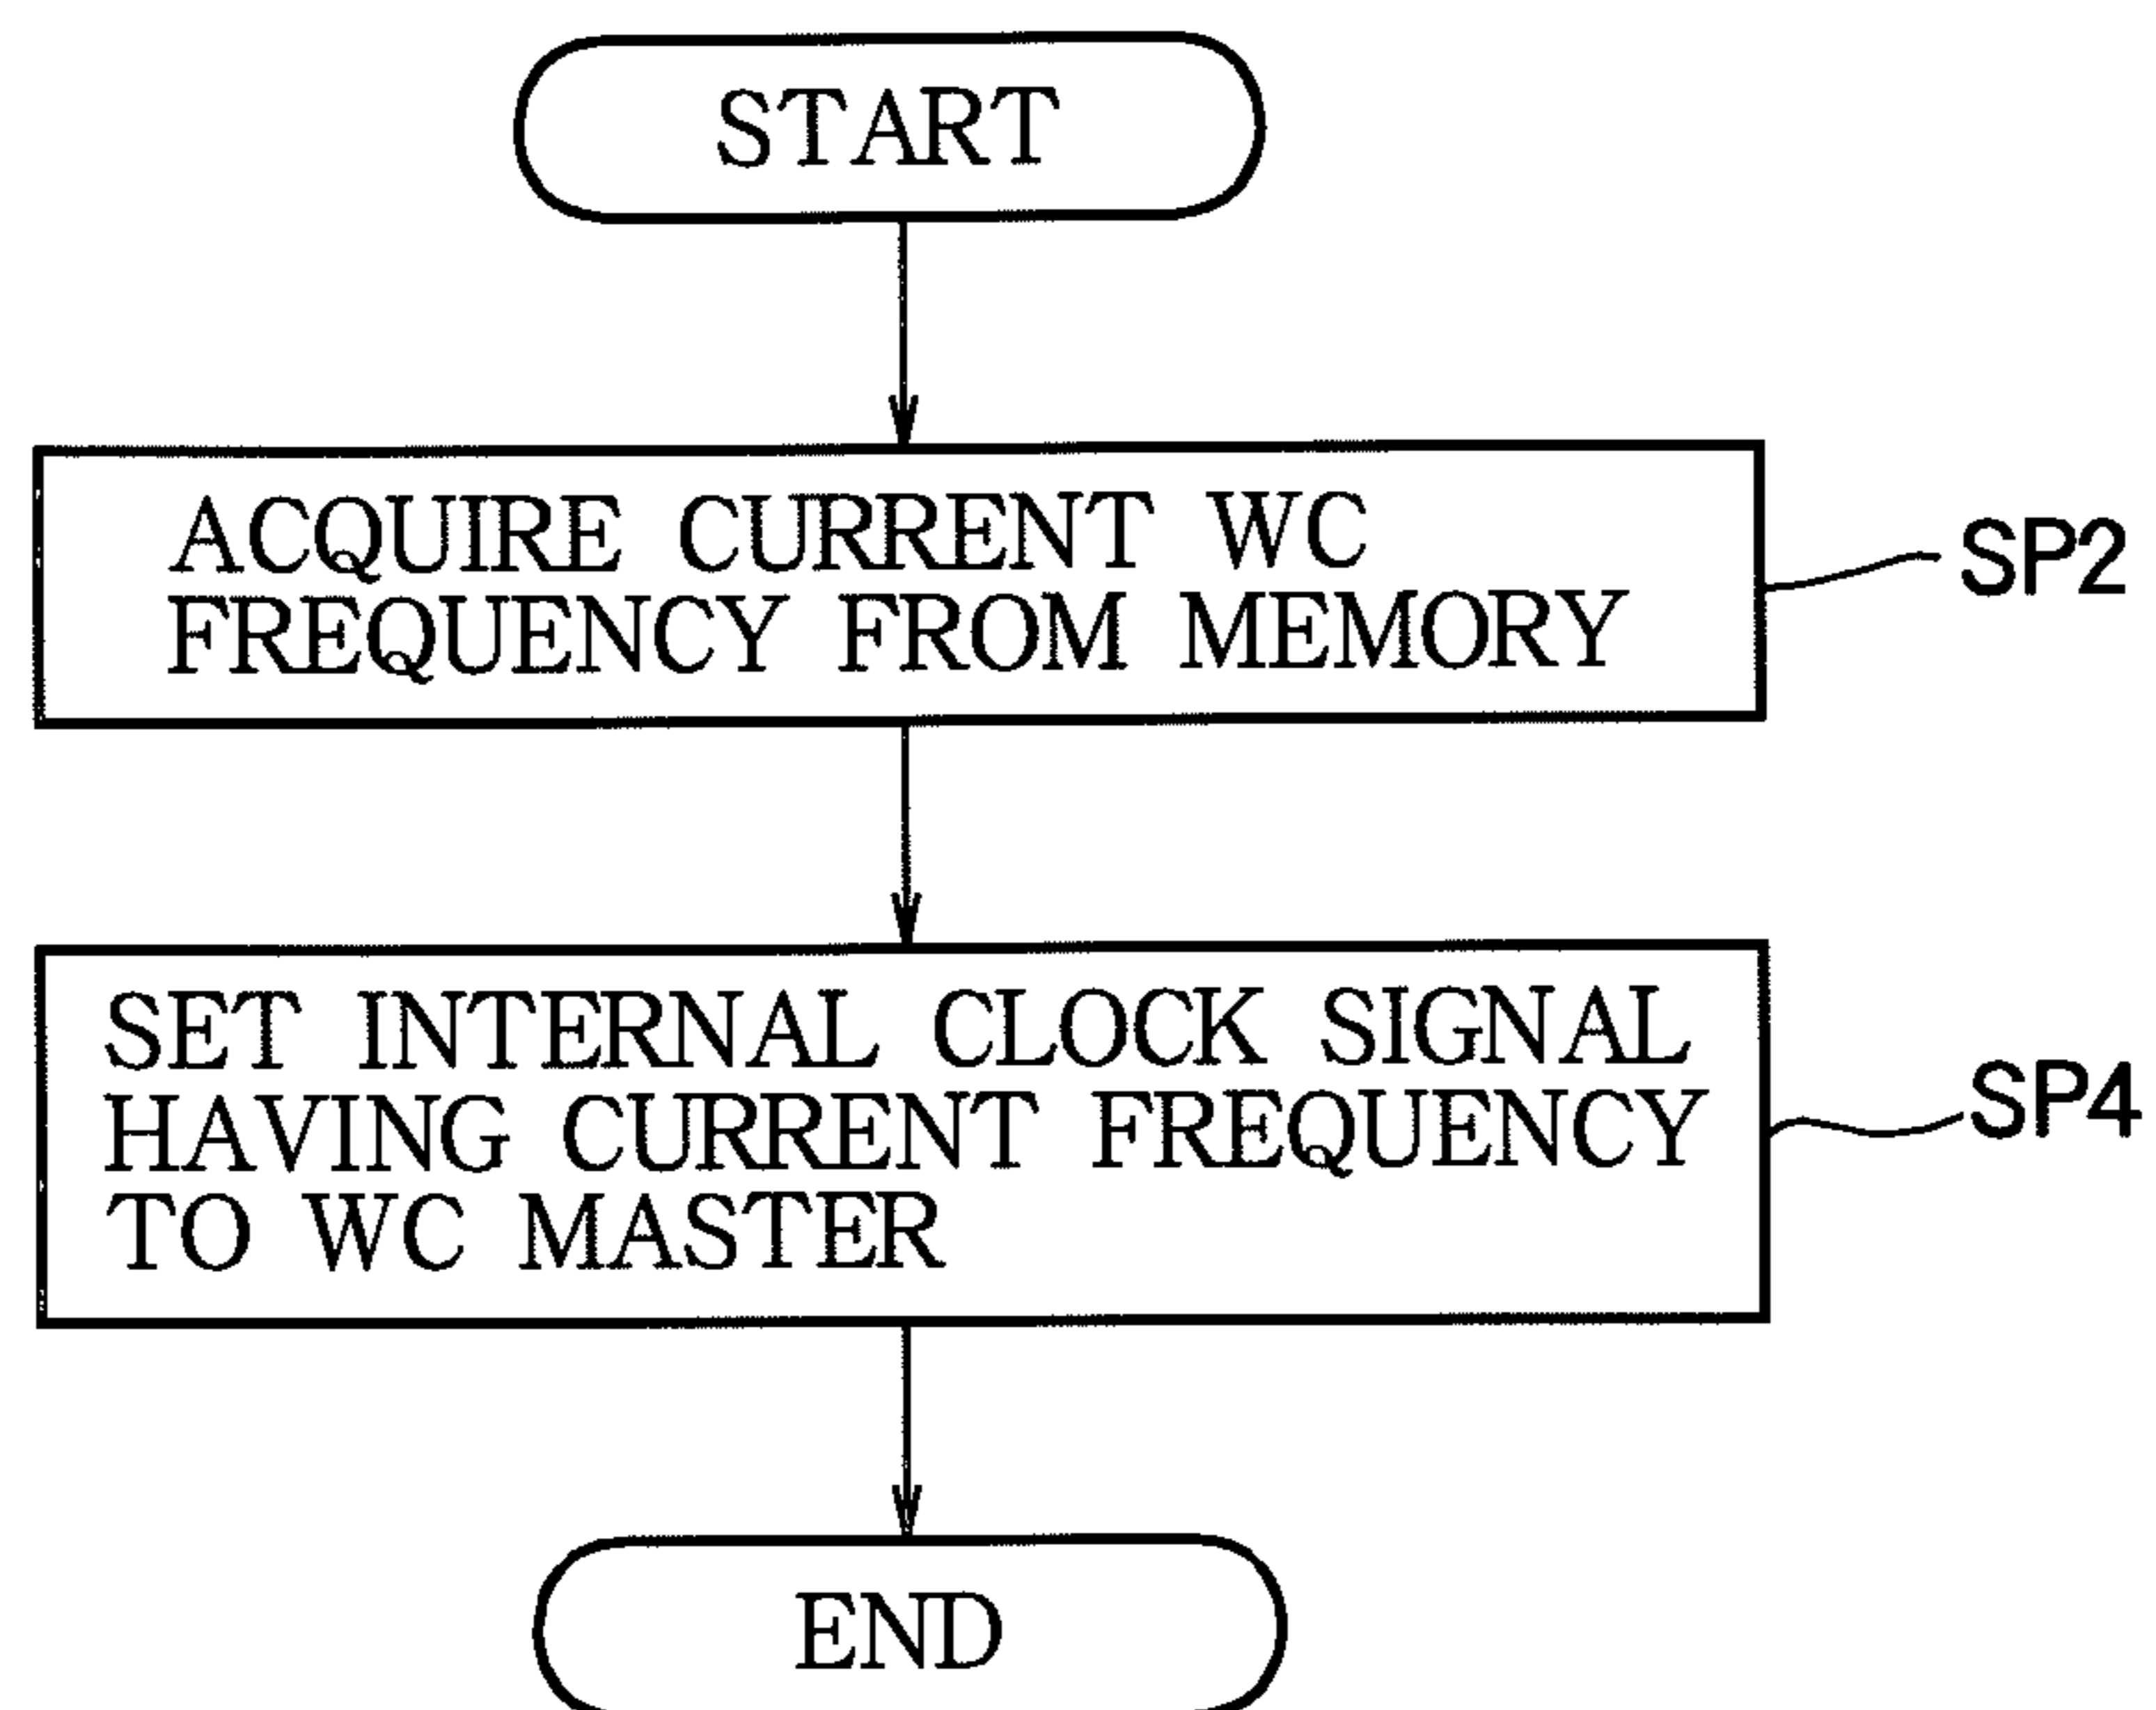 START
ACQUIRE CURRENT WC
FREQUENCY FROM MEMORY
SP2
SET INTERNAL CLOCK SIGNAL
HAVING CURRENT FREQUENCY
TO WC MASTER
SP4
END